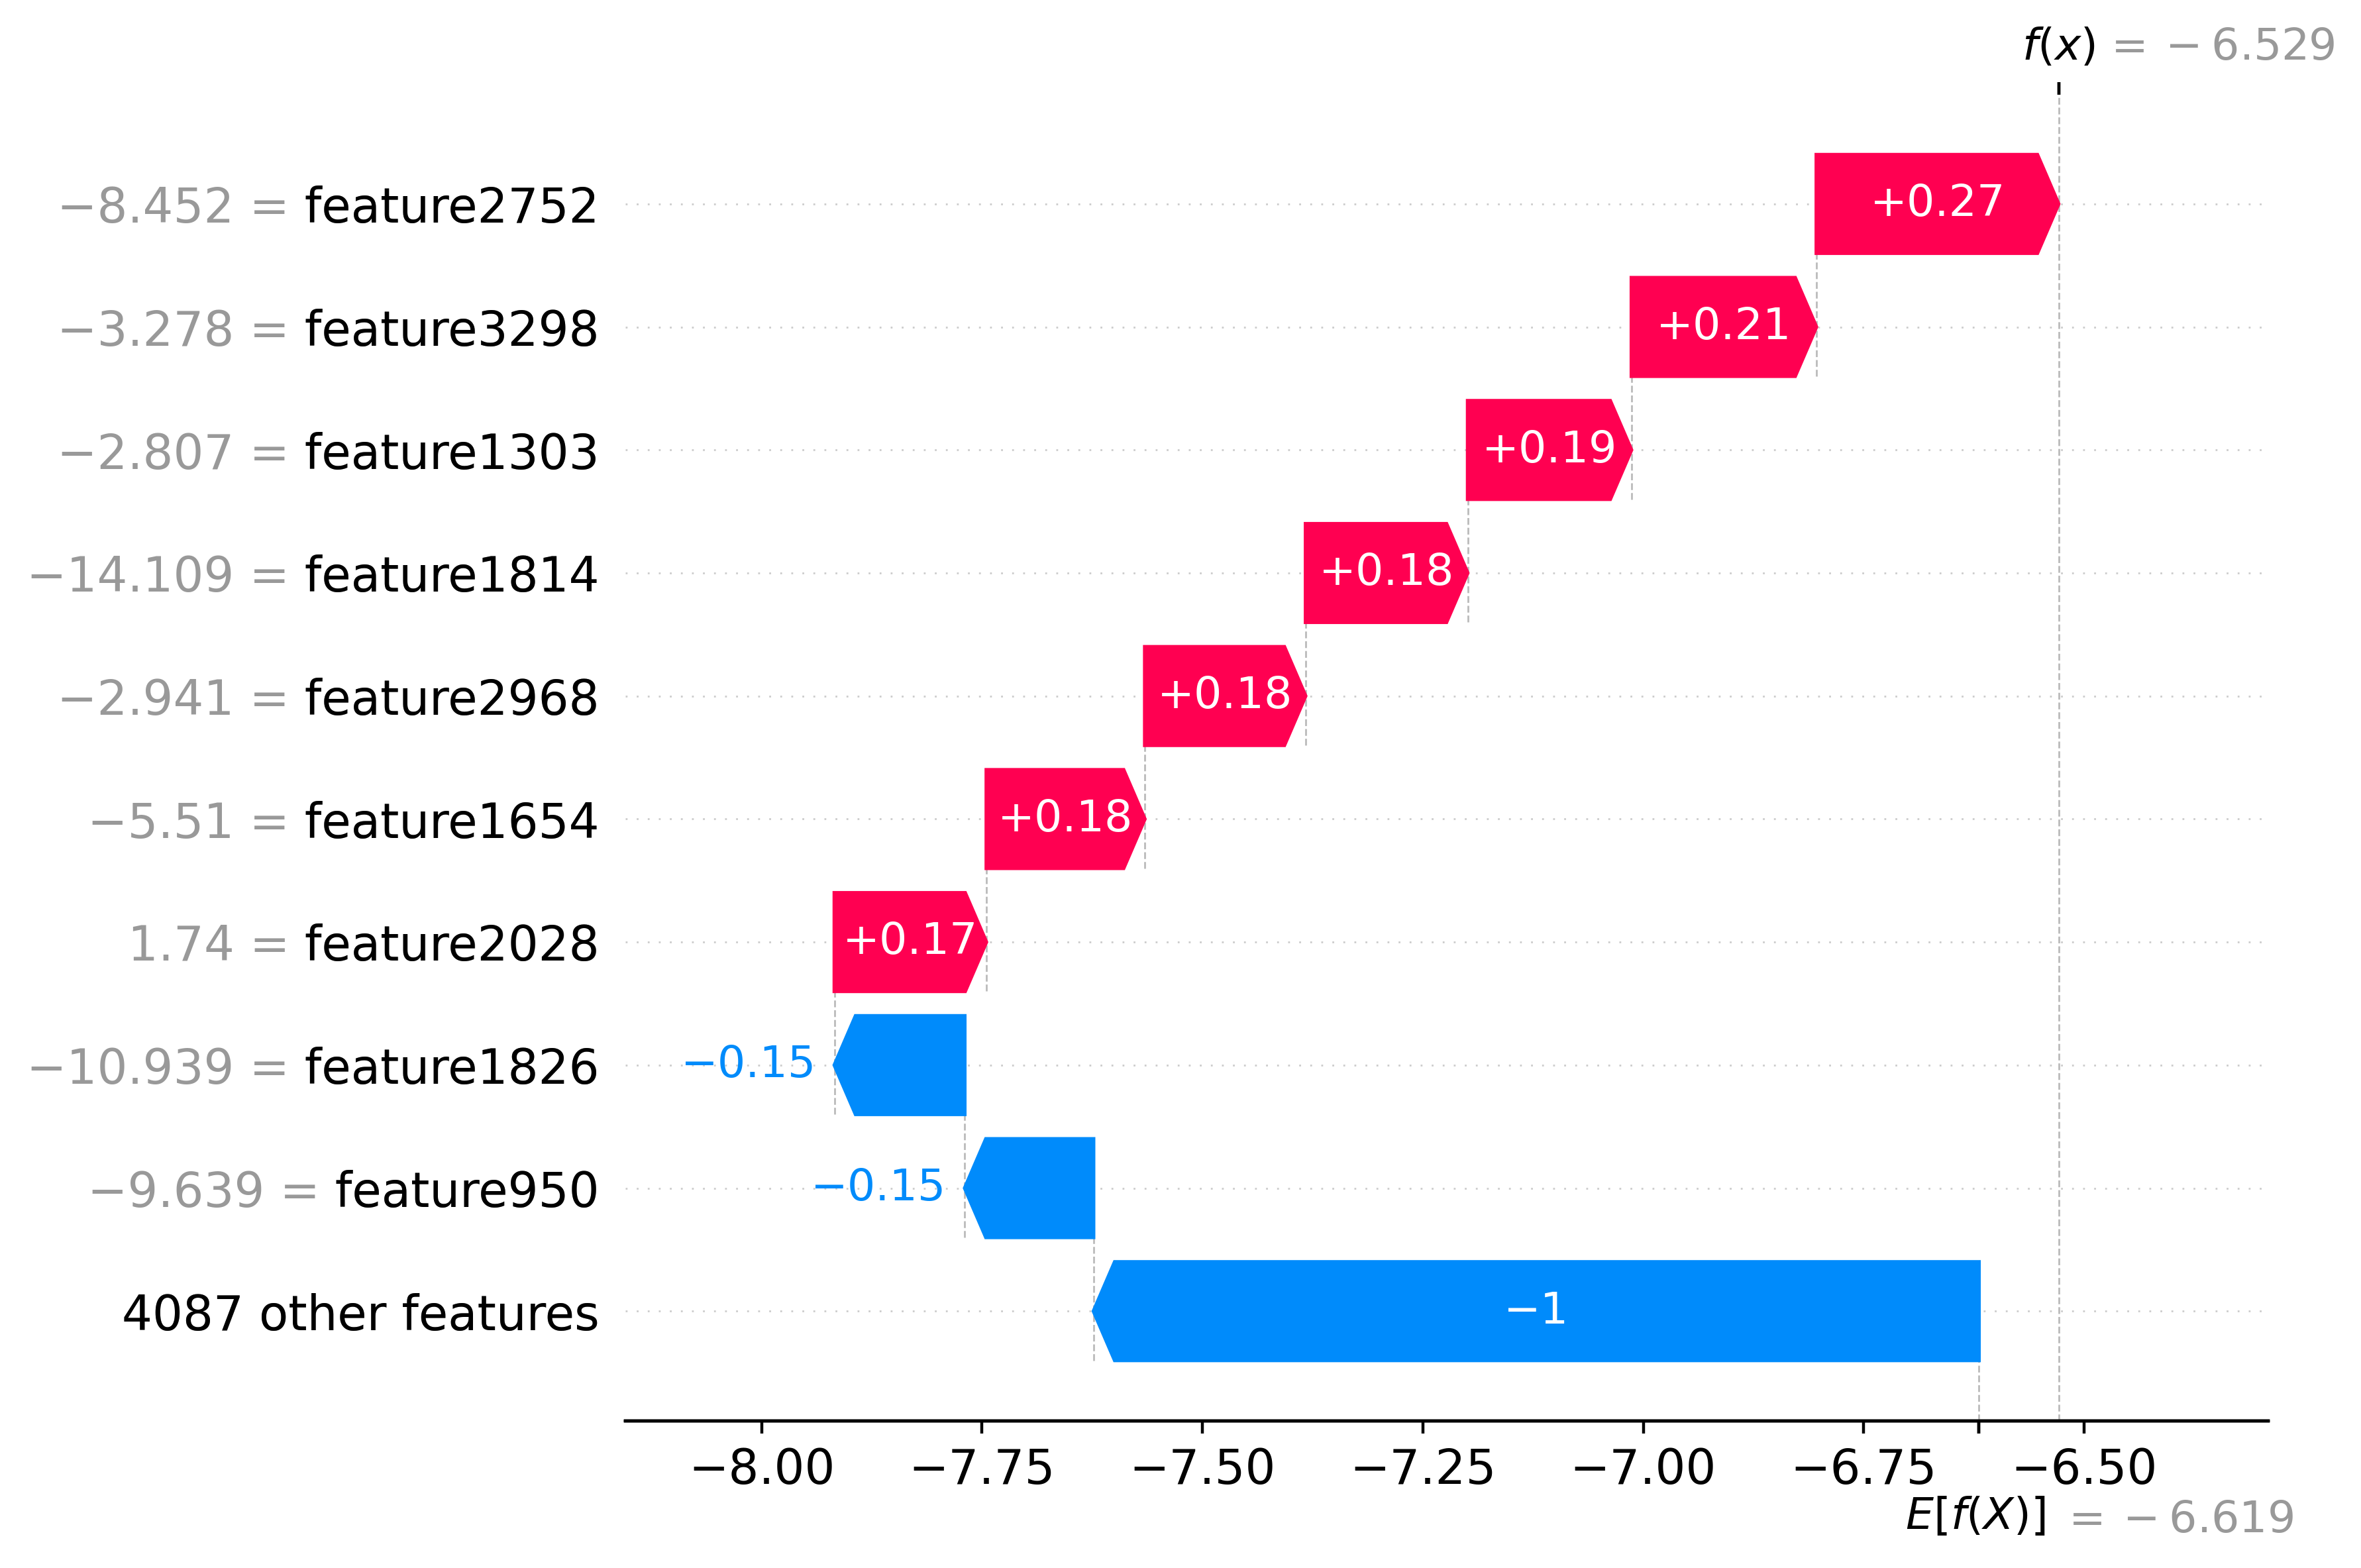 f(x) = −6.529
−8.452 = feature2752
+0.27
−3.278 = feature3298
+0.21
−2.807 = feature1303
+0.19
−14.109 = feature1814
+0.18
−2.941 = feature2968
+0.18
−5.51 = feature1654
+0.18
1.74 = feature2028
+0.17
−10.939 = feature1826
−0.15
−9.639 = feature950
−0.15
4087 other features
−1
−8.00 −7.75 −7.50 −7.25 −7.00 −6.75 −6.50
E[f(X)] = −6.619